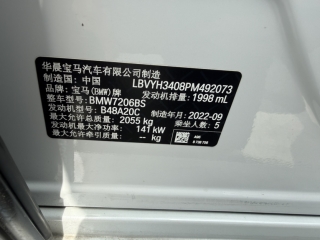 华晨宝马汽车有限公司制造
制造国：中国 LBVYH3408PM492073
品牌：宝马(BMW)牌 发动机排量：1998 mL
整车型号：BMW7206BS
发动机型号：B48A20C 制造年月：2022-09
最大允许总质量：2055 kg 乘坐人数：5
发动机最大净功率：141 kW
最大允许牵引质量：-- kg